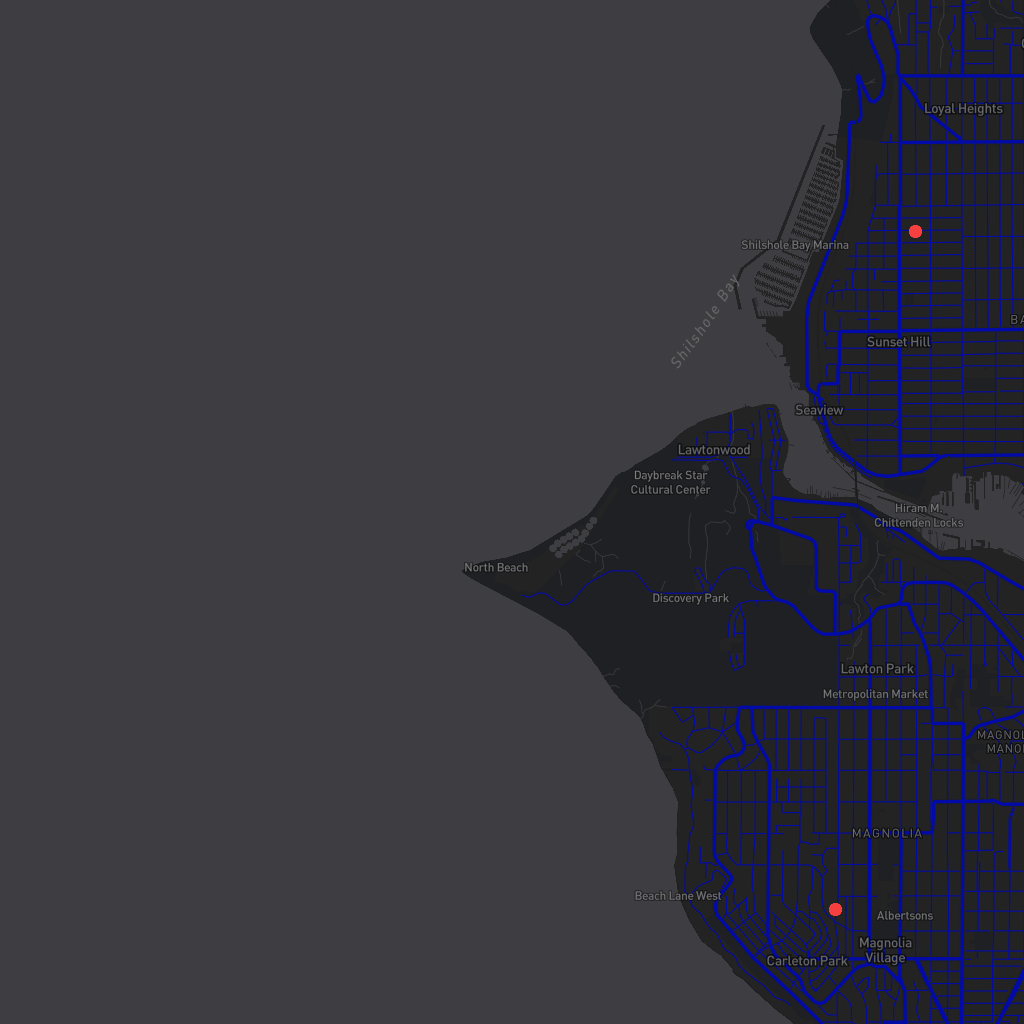 Loyal Heights
Shilshole Bay Marina
Shilshole Bay
Sunset Hill
Seaview
Lawtonwood
Daybreak Star
Cultural Center
Hiram M.
Chittenden Locks
North Beach
Discovery Park
Lawton Park
Metropolitan Market
MAGNOLIA
Beach Lane West
Albertsons
Magnolia
Village
Carleton Park